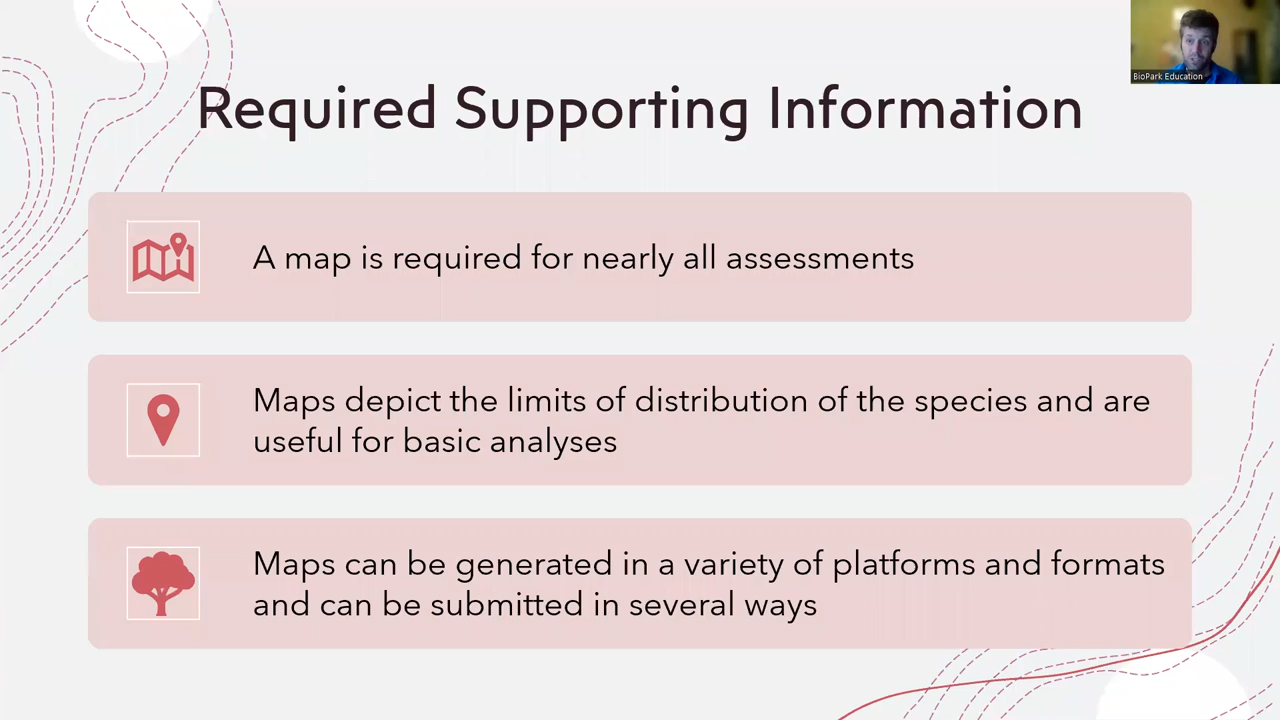 BioPark Education
Required Supporting Information
A map is required for nearly all assessments
Maps depict the limits of distribution of the species and are
useful for basic analyses
Maps can be generated in a variety of platforms and formats
and can be submitted in several ways